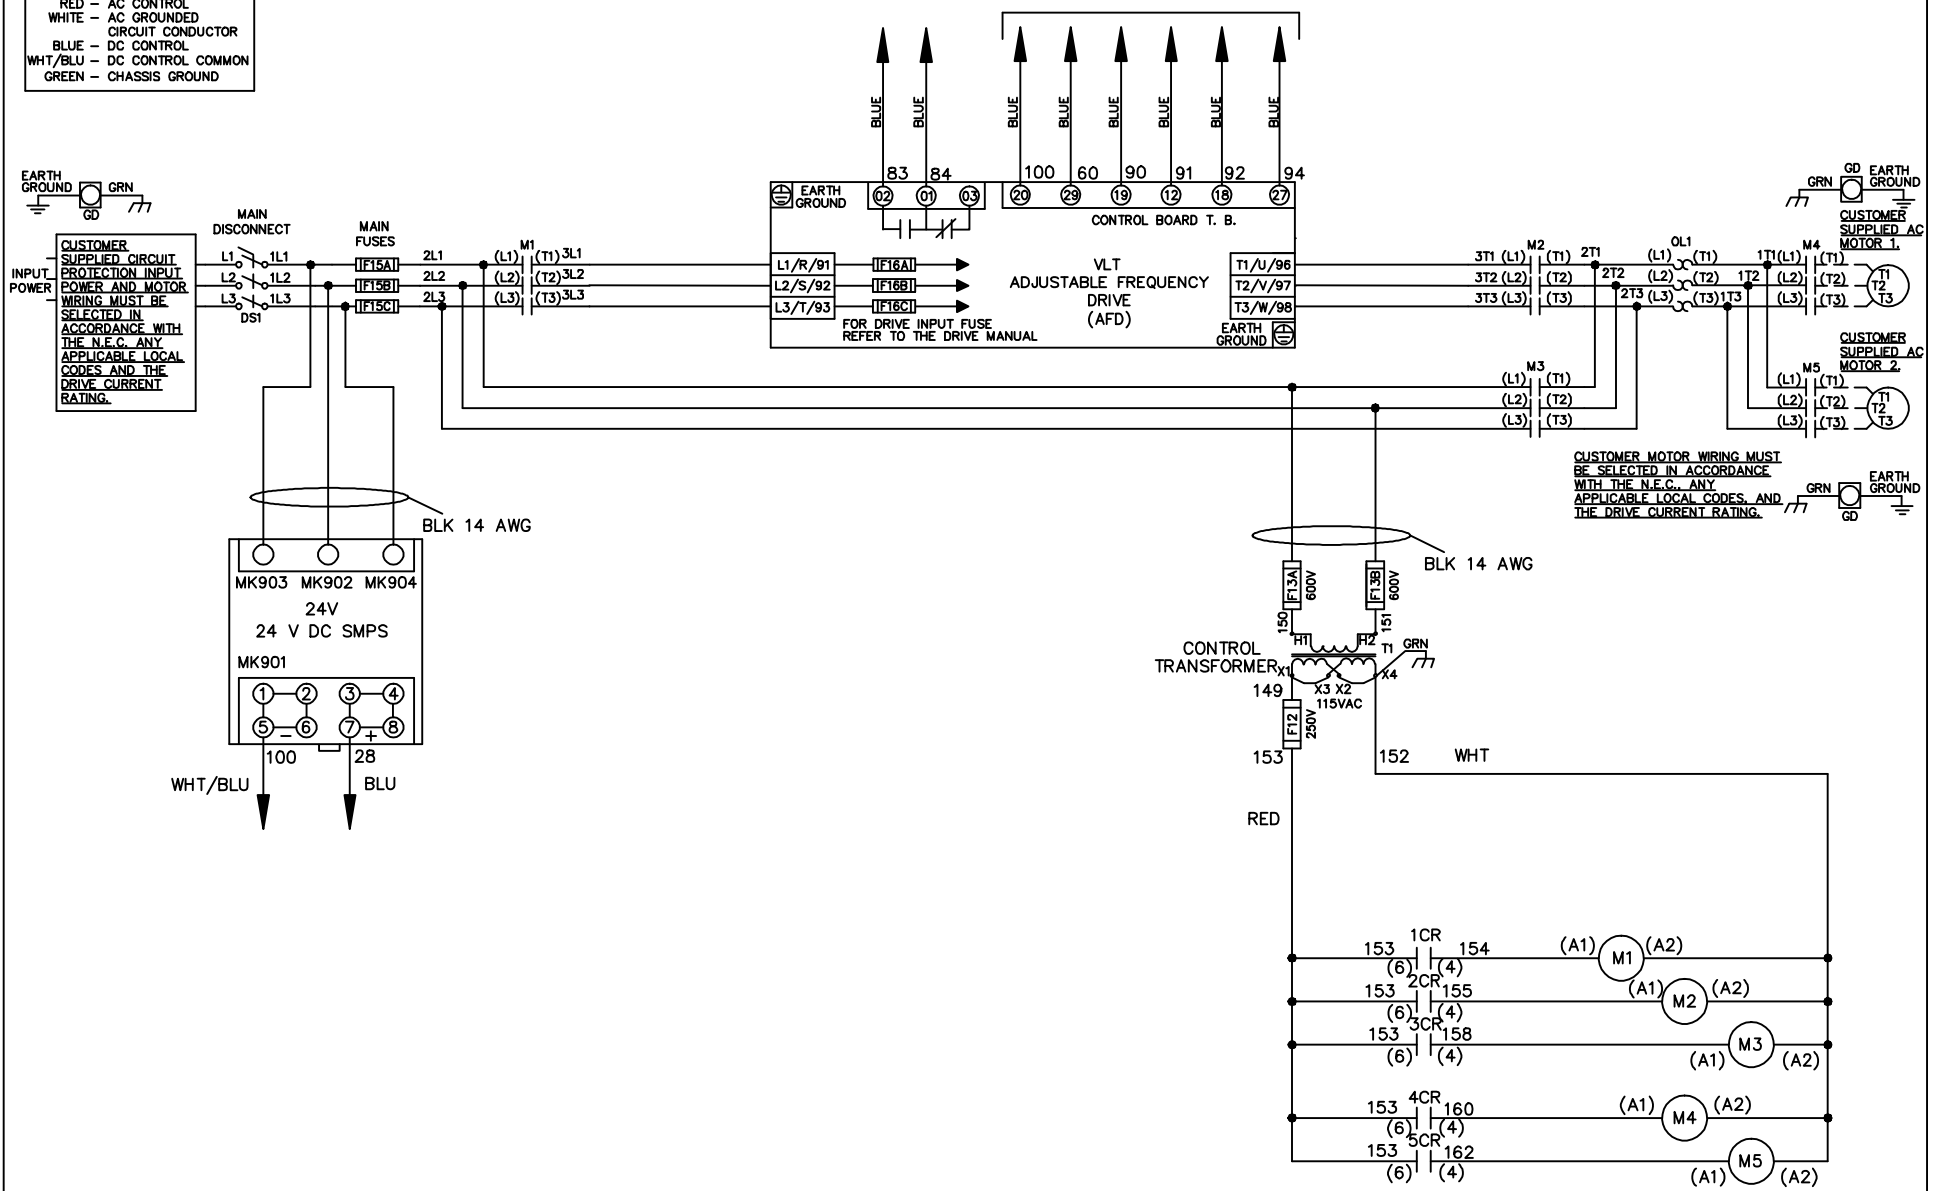 RED – AC CONTROL
WHITE – AC GROUNDED
CIRCUIT CONDUCTOR
BLUE – DC CONTROL
WHT/BLU – DC CONTROL COMMON
GREEN – CHASSIS GROUND
BLUE BLUE BLUE BLUE BLUE BLUE BLUE BLUE
83 84 100 60 90 91 92 94
EARTH GROUND
02 01 03 20 29 19 12 18 27
CONTROL BOARD T. B.
EARTH
GROUND GRN
GD
MAIN
DISCONNECT
MAIN
FUSES
INPUT
POWER
CUSTOMER
SUPPLIED CIRCUIT
PROTECTION INPUT
POWER AND MOTOR
WIRING MUST BE
SELECTED IN
ACCORDANCE WITH
THE N.E.C. ANY
APPLICABLE LOCAL
CODES AND THE
DRIVE CURRENT
RATING.
L1 1L1 F15A 2L1 (L1) M1 (T1) 3L1 L1/R/91 F16A
L2 1L2 F15B 2L2 (L2) (T2) 3L2 L2/S/92 F16B
L3 1L3 F15C 2L3 (L3) (T3) 3L3 L3/T/93 F16C
DS1
VLT
ADJUSTABLE FREQUENCY
DRIVE
(AFD)
FOR DRIVE INPUT FUSE
REFER TO THE DRIVE MANUAL
EARTH
GROUND
T1/U/96 3T1 (L1) M2 (T1) 2T1 (L1) OL1 (T1) 1T1 (L1) M4 (T1) T1
T2/V/97 3T2 (L2) (T2) 2T2 (L2) (T2) 1T2 (L2) (T2) T2
T3/W/98 3T3 (L3) (T3) 2T3 (L3) (T3) 1T3 (L3) (T3) T3
GRN GD EARTH
GROUND
CUSTOMER
SUPPLIED AC
MOTOR 1.
CUSTOMER
SUPPLIED AC
MOTOR 2.
M3 M5
(L1) (T1) (L1) (T1) T1
(L2) (T2) (L2) (T2) T2
(L3) (T3) (L3) (T3) T3
CUSTOMER MOTOR WIRING MUST
BE SELECTED IN ACCORDANCE
WITH THE N.E.C., ANY
APPLICABLE LOCAL CODES, AND
THE DRIVE CURRENT RATING.
GRN GD EARTH
GROUND
BLK 14 AWG
MK903 MK902 MK904
24V
24 V DC SMPS
MK901
1 2 3 4
5 6 7 8
– +
100 28
WHT/BLU BLU
BLK 14 AWG
F13A 600V F13B 600V
150 151
H1 H2
CONTROL
TRANSFORMER
T1 GRN
X1 X3 X2 X4
115VAC
149
F12 250V
153 152 WHT
RED
153 1CR 154 (A1) M1 (A2)
(6) (4)
153 2CR 155 (A1) M2 (A2)
(6) (4)
153 3CR 158 M3
(6) (4) (A1) (A2)
153 4CR 160 (A1) M4 (A2)
(6) (4)
153 5CR 162 M5
(6) (4) (A1) (A2)